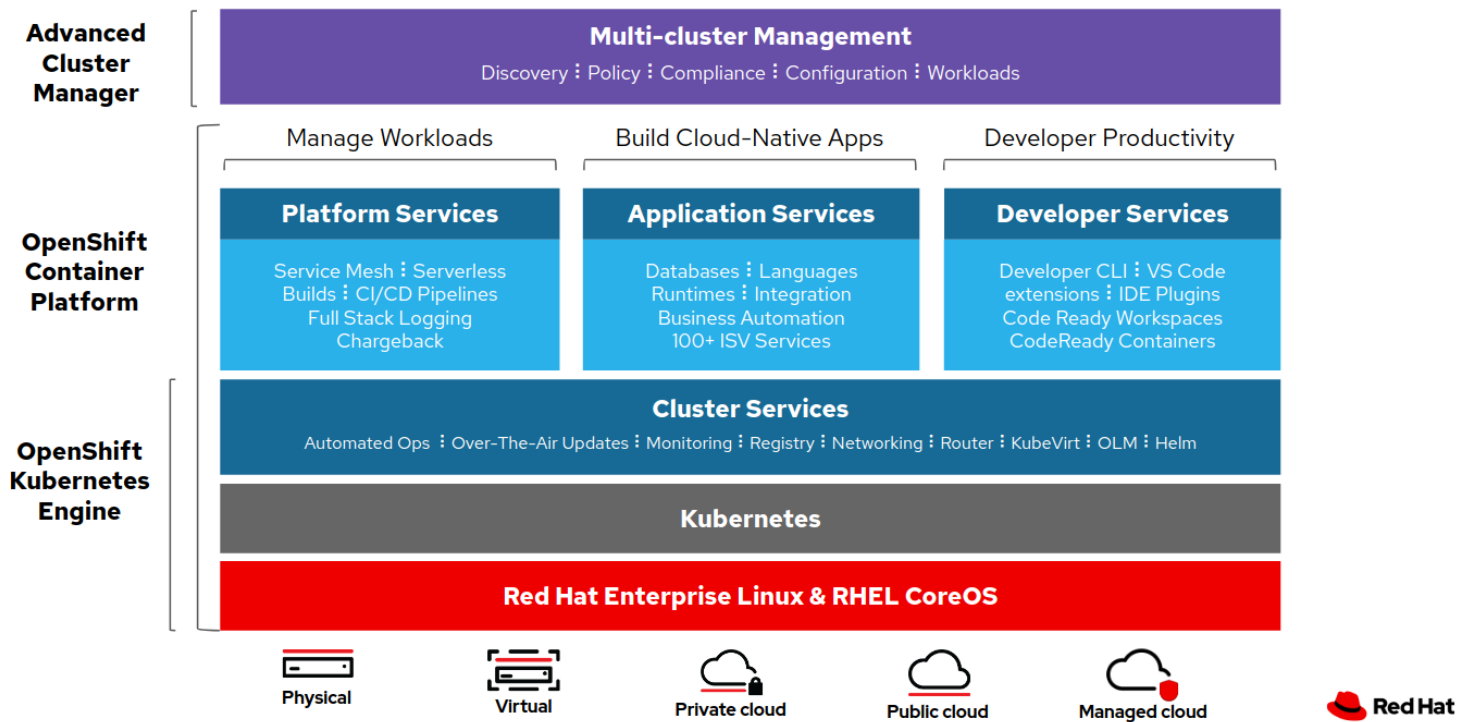 Advanced
Cluster
Manager
Multi-cluster Management
Discovery ⋮ Policy ⋮ Compliance ⋮ Configuration ⋮ Workloads
OpenShift
Container
Platform
Manage Workloads
Build Cloud-Native Apps
Developer Productivity
Platform Services
Service Mesh ⋮ Serverless
Builds ⋮ CI/CD Pipelines
Full Stack Logging
Chargeback
Application Services
Databases ⋮ Languages
Runtimes ⋮ Integration
Business Automation
100+ ISV Services
Developer Services
Developer CLI ⋮ VS Code
extensions ⋮ IDE Plugins
Code Ready Workspaces
CodeReady Containers
OpenShift
Kubernetes
Engine
Cluster Services
Automated Ops ⋮ Over-The-Air Updates ⋮ Monitoring ⋮ Registry ⋮ Networking ⋮ Router ⋮ KubeVirt ⋮ OLM ⋮ Helm
Kubernetes
Red Hat Enterprise Linux & RHEL CoreOS
Physical
Virtual
Private cloud
Public cloud
Managed cloud
Red Hat